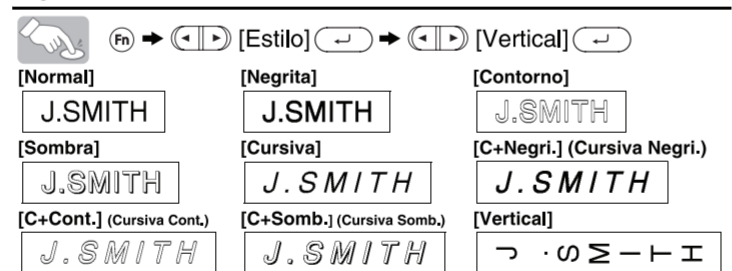 Fn ➡ ◂ ▸ [Estilo] ↵ ➡ ◂ ▸ [Vertical] ↵
[Normal] [Negrita] [Contorno]
J.SMITH J.SMITH J.SMITH
[Sombra] [Cursiva] [C+Negri.] (Cursiva Negri.)
J.SMITH J.SMITH J.SMITH
[C+Cont.] (Cursiva Cont.) [C+Somb.] (Cursiva Somb.) [Vertical]
J.SMITH J.SMITH J.SMITH